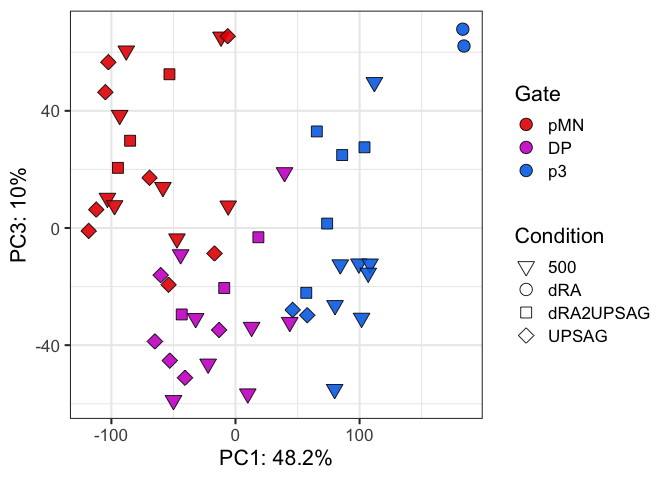 40
0
-40
PC3: 10%
-100
0
100
PC1: 48.2%
Gate
pMN
DP
p3
Condition
500
dRA
dRA2UPSAG
UPSAG